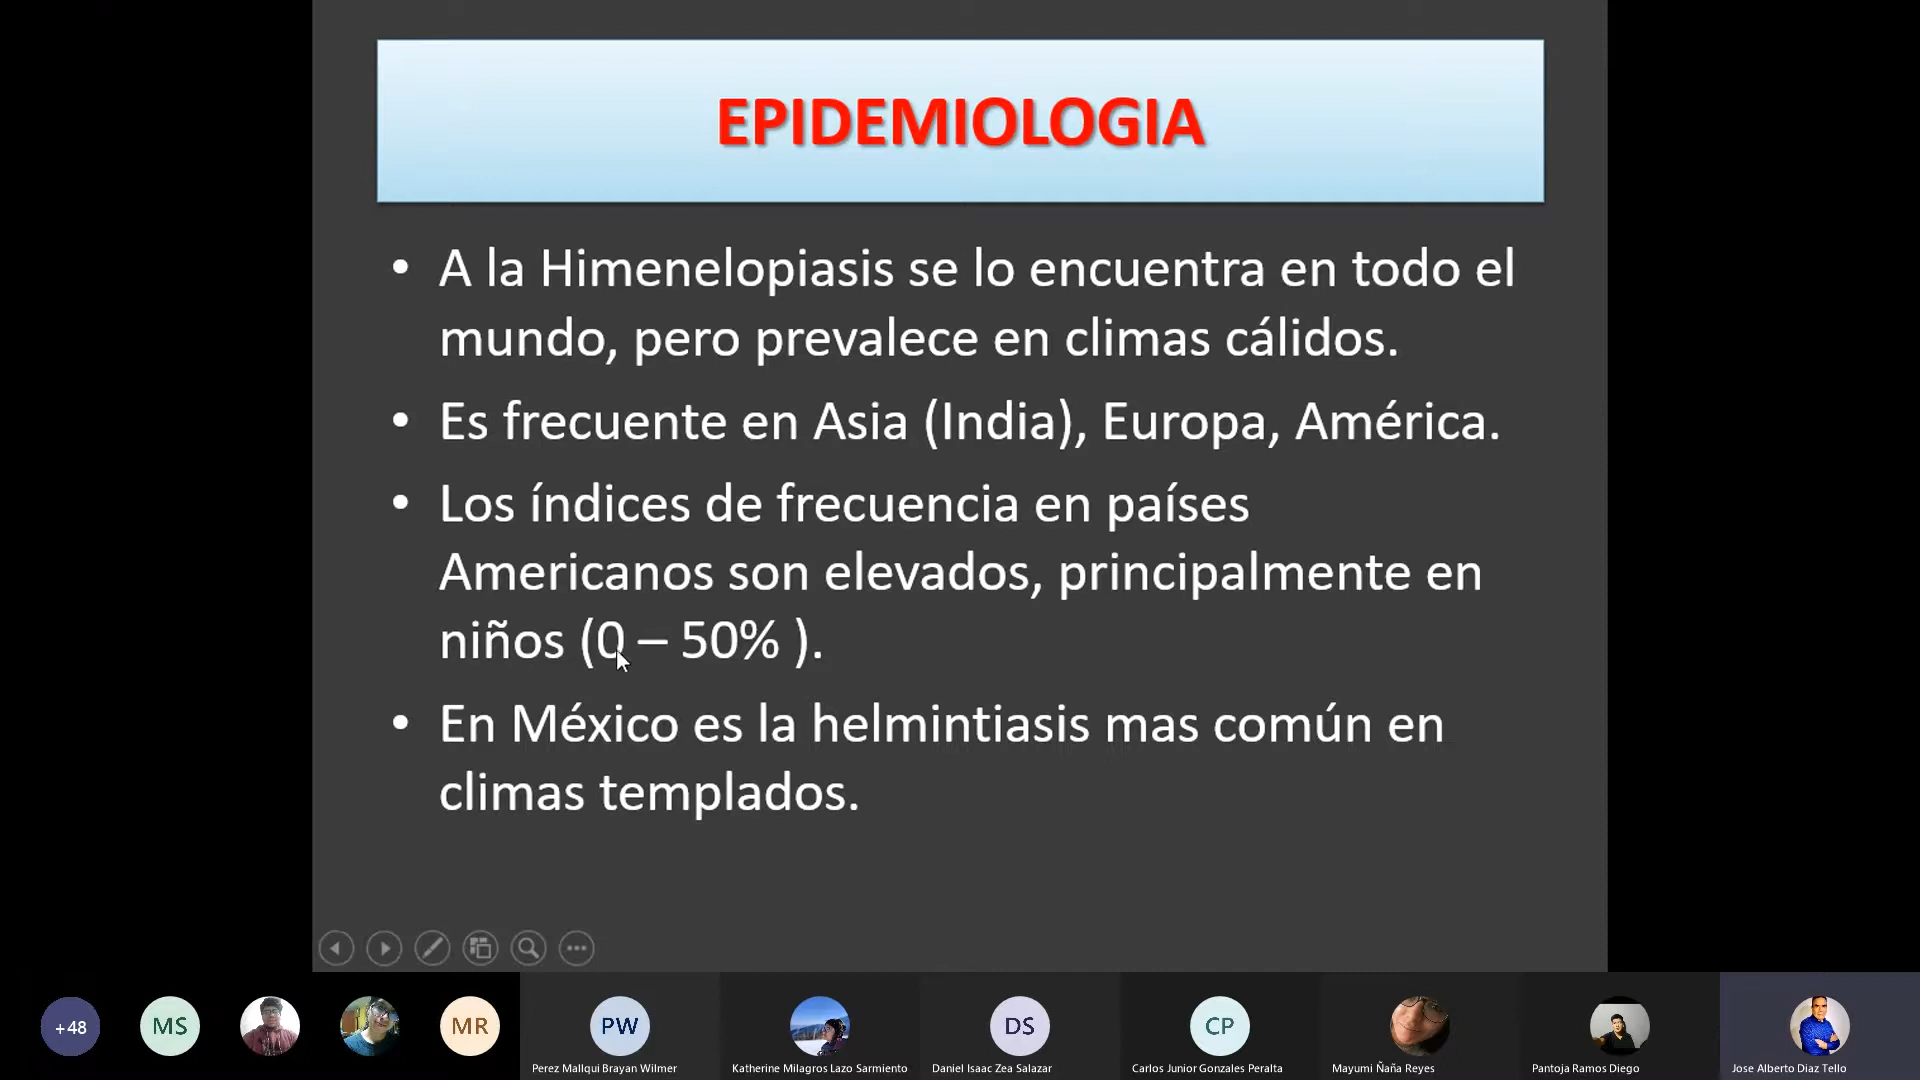 EPIDEMIOLOGIA
• A la Himenelopiasis se lo encuentra en todo el
mundo, pero prevalece en climas cálidos.
• Es frecuente en Asia (India), Europa, América.
• Los índices de frecuencia en países
Americanos son elevados, principalmente en
niños (0 – 50% ).
• En México es la helmintiasis mas común en
climas templados.
+48
MS
MR
PW
DS
CP
Perez Mallqui Brayan Wilmer
Katherine Milagros Lazo Sarmiento
Daniel Isaac Zea Salazar
Carlos Junior Gonzales Peralta
Mayumi Ñaña Reyes
Pantoja Ramos Diego
Jose Alberto Diaz Tello